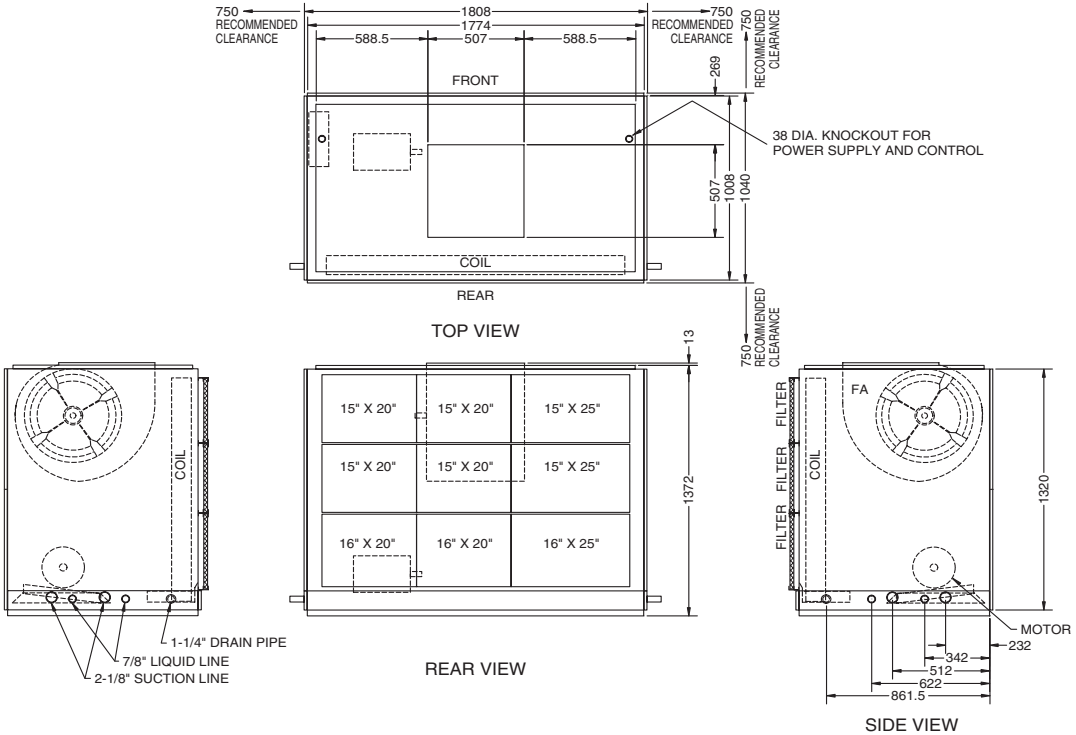 750
RECOMMENDED
CLEARANCE
1808
1774
588.5
507
588.5
750
RECOMMENDED
CLEARANCE
750
RECOMMENDED
CLEARANCE
269
FRONT
38 DIA. KNOCKOUT FOR
POWER SUPPLY AND CONTROL
507
1008
1040
COIL
REAR
TOP VIEW
750
RECOMMENDED
CLEARANCE
13
COIL
1-1/4" DRAIN PIPE
7/8" LIQUID LINE
2-1/8" SUCTION LINE
15" X 20"
15" X 20"
15" X 25"
15" X 20"
15" X 20"
15" X 25"
16" X 20"
16" X 20"
16" X 25"
1372
REAR VIEW
FILTER
FILTER
FILTER
COIL
FA
1320
MOTOR
232
342
512
622
861.5
SIDE VIEW